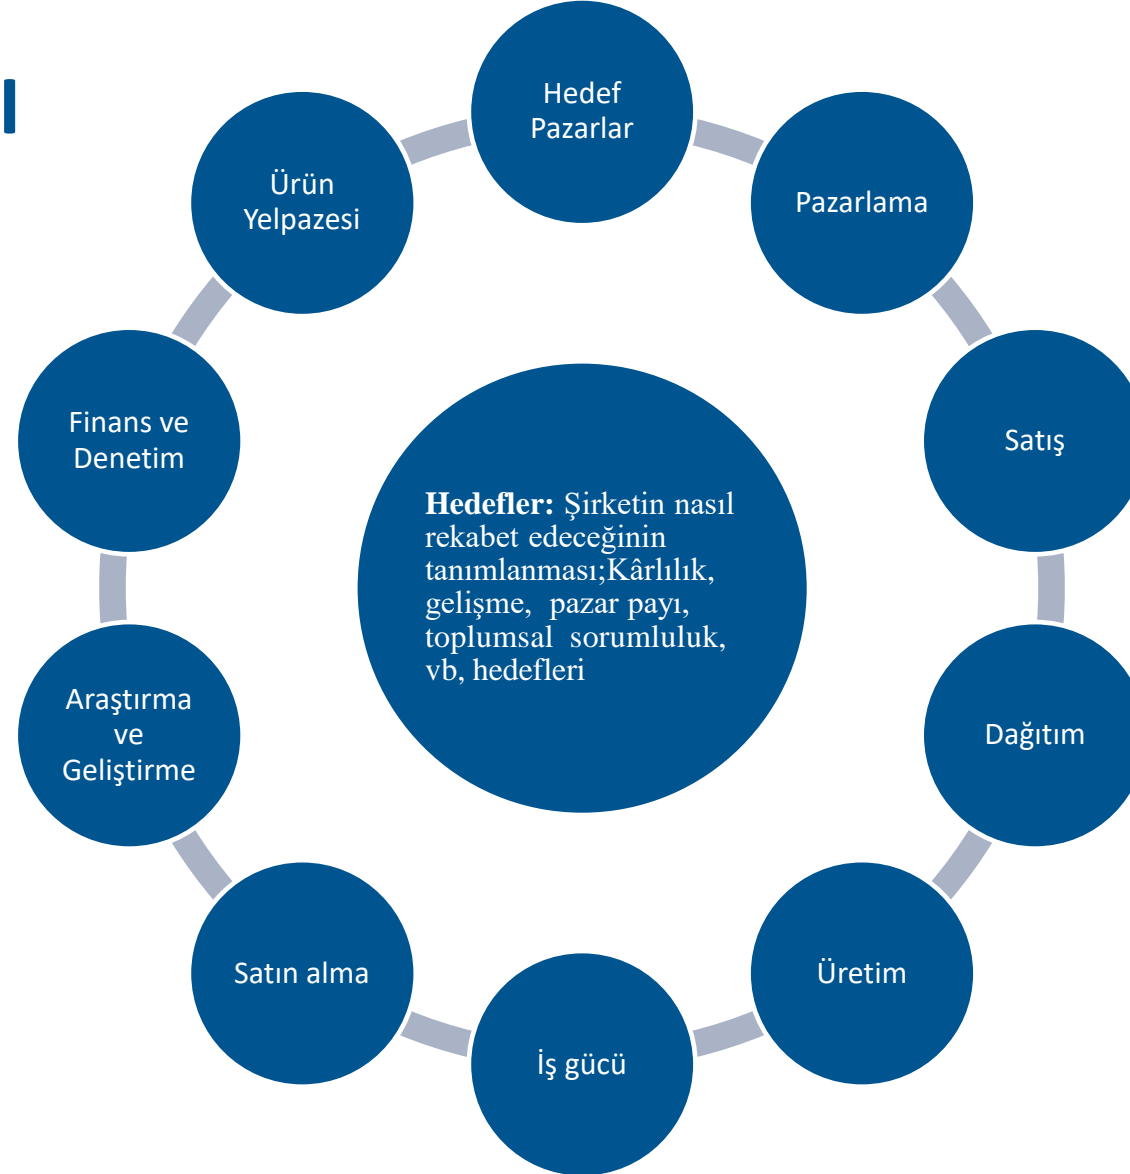 Hedef
Pazarlar
Pazarlama
Satış
Dağıtım
Üretim
İş gücü
Satın alma
Araştırma
ve
Geliştirme
Finans ve
Denetim
Ürün
Yelpazesi
Hedefler: Şirketin nasıl
rekabet edeceğinin
tanımlanması;Kârlılık,
gelişme, pazar payı,
toplumsal sorumluluk,
vb, hedefleri